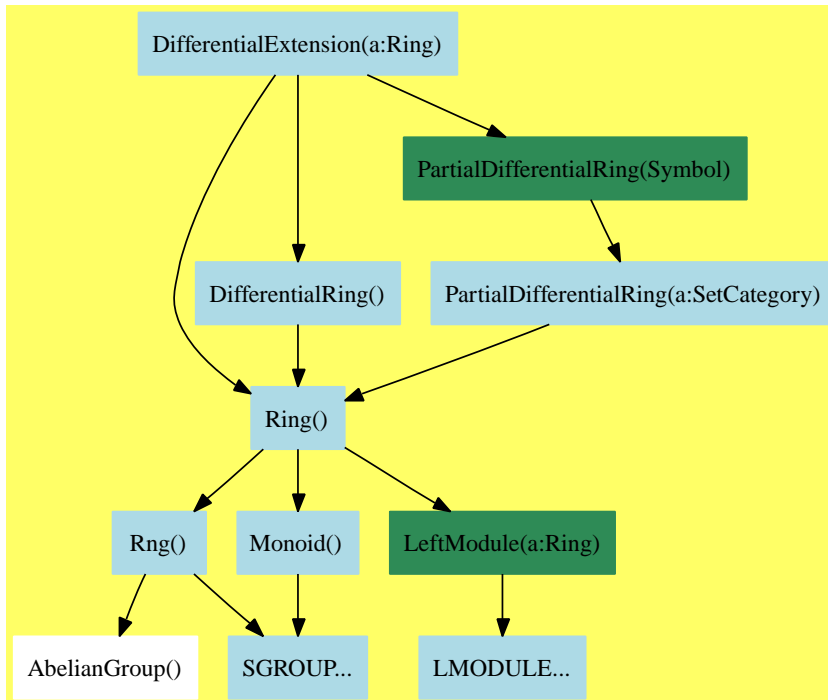 DifferentialExtension(a:Ring)
PartialDifferentialRing(Symbol)
DifferentialRing()
PartialDifferentialRing(a:SetCategory)
Ring()
Rng()
Monoid()
LeftModule(a:Ring)
AbelianGroup()
SGROUP...
LMODULE...